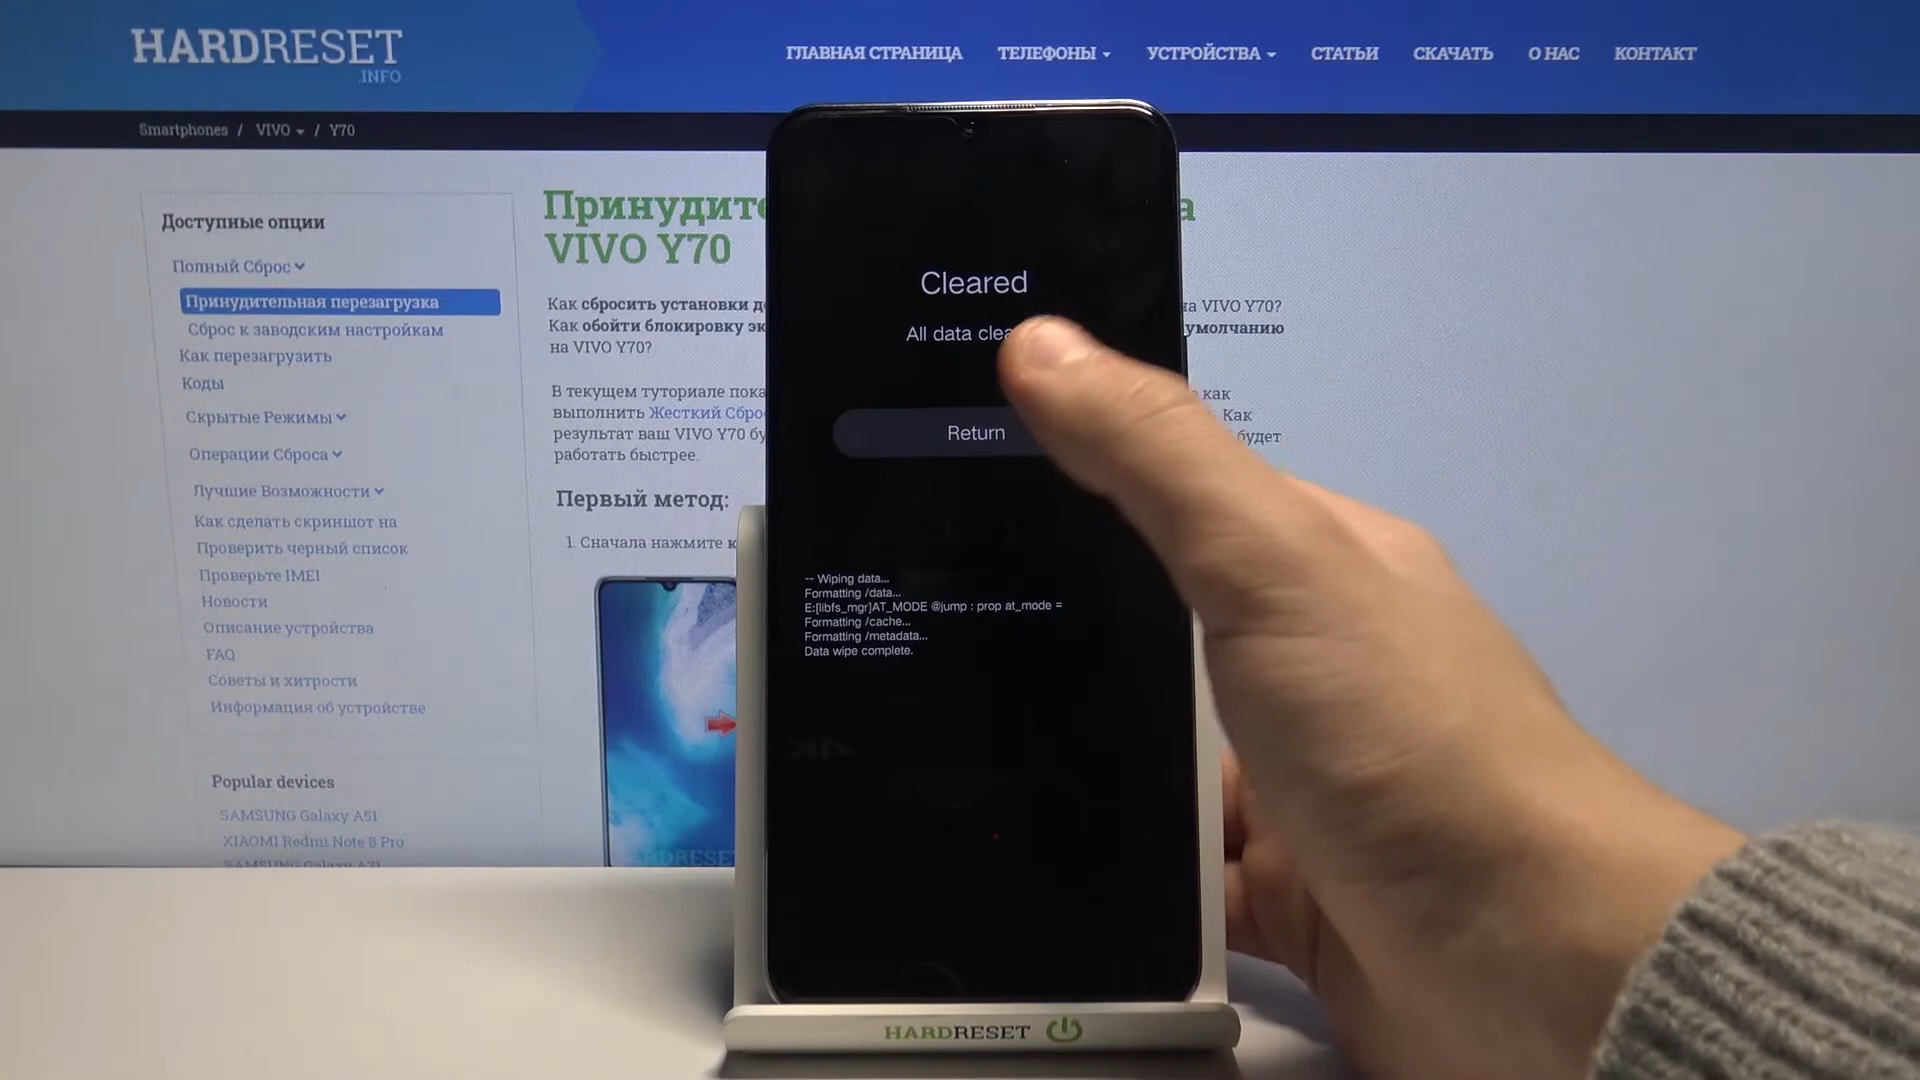 HARDRESET
.INFO
ГЛАВНАЯ СТРАНИЦА ТЕЛЕФОНЫ УСТРОЙСТВА СТАТЬИ СКАЧАТЬ О НАС КОНТАКТ
Smartphones / VIVO / Y70
Доступные опции
Полный Сброс
Принудительная перезагрузка
Сброс к заводским настройкам
Как перезагрузить
Коды
Скрытые Режимы
Операции Сброса
Лучшие Возможности
Как сделать скриншот на
Проверить черный список
Проверьте IMEI
Новости
Описание устройства
FAQ
Советы и хитрости
Информация об устройстве
Popular devices
SAMSUNG Galaxy A51
XIAOMI Redmi Note 8 Pro
SAMSUNG Galaxy A71
VIVO Y70
Как сбросить установки
на VIVO Y70?
Как обойти блокировку
умолчанию
на VIVO Y70?
В текущем туториале
как
выполнить Жесткий
Как
результат ваш VIVO Y70
будет
работать быстрее.
Первый метод:
1. Сначала нажмите
Cleared
All data
Return
-- Wiping data...
Formatting /data...
E:[libfs_mgr]AT_MODE @jump : prop at_mode =
Formatting /cache...
Formatting /metadata...
Data wipe complete.
HARDRESET